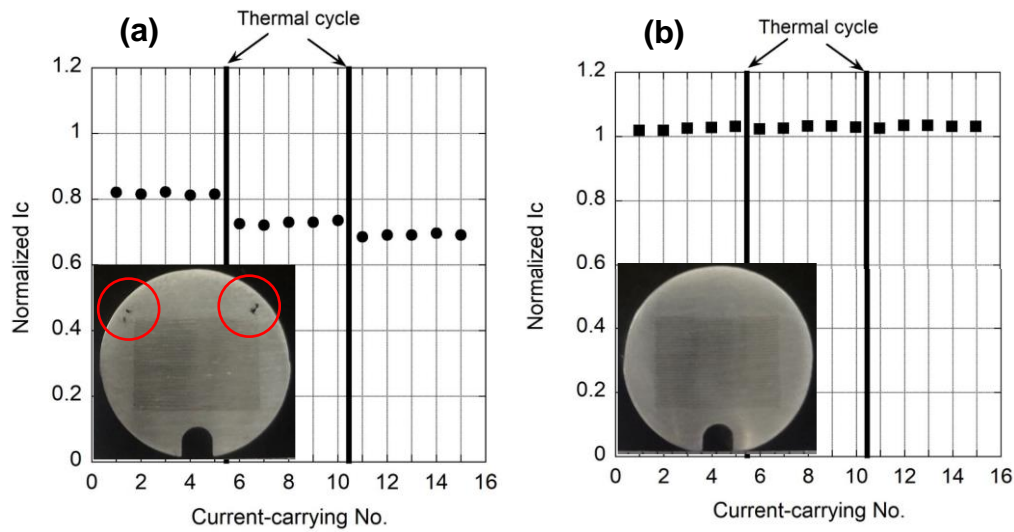 (a)
Thermal cycle
1.2
1
0.8
0.6
0.4
0.2
0
Normalized Ic
0 2 4 6 8 10 12 14 16
Current-carrying No.
(b)
Thermal cycle
1.2
1
0.8
0.6
0.4
0.2
0
Normalized Ic
0 2 4 6 8 10 12 14 16
Current-carrying No.